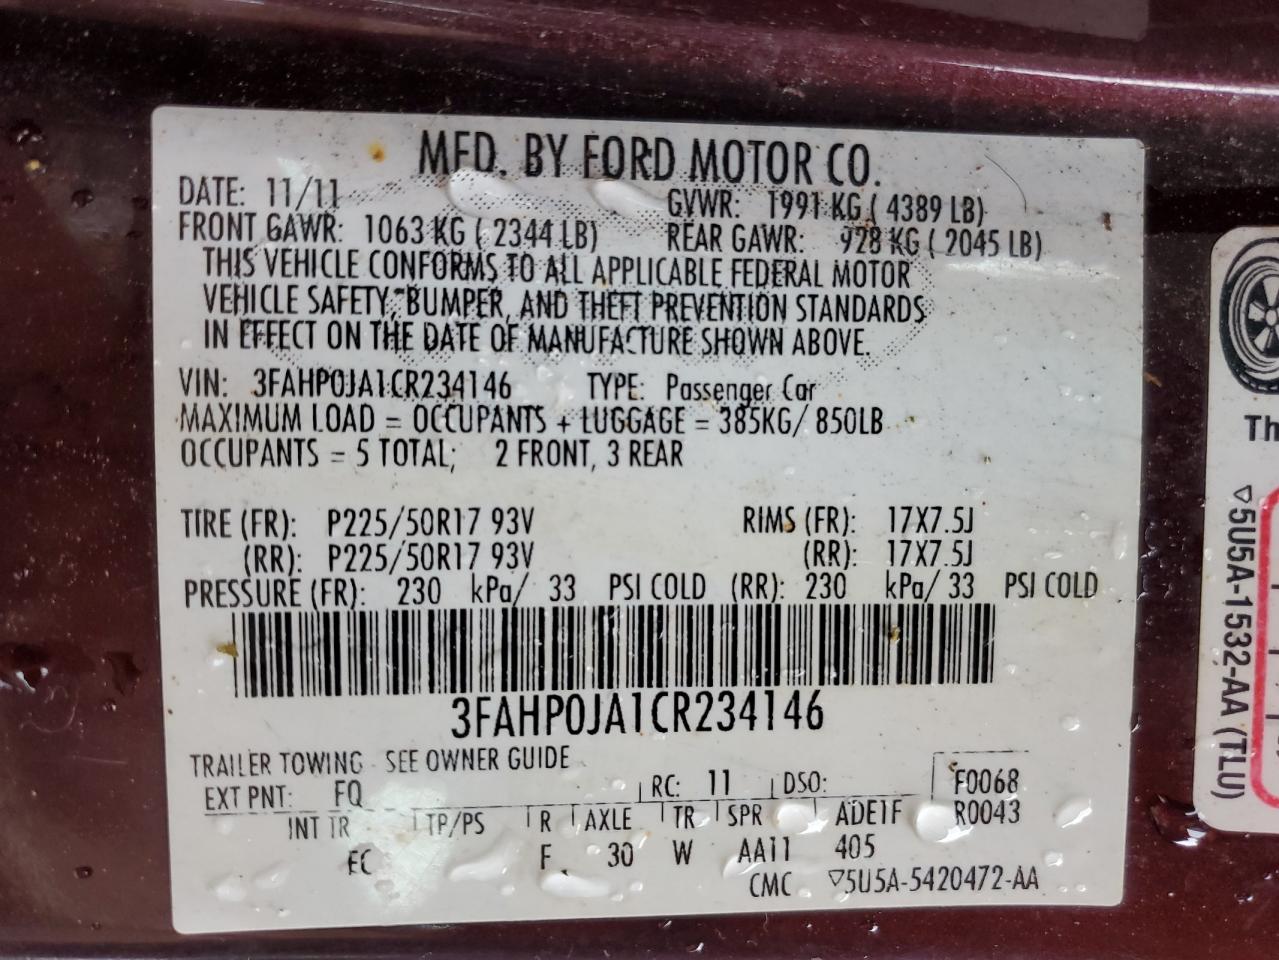 MFD. BY FORD MOTOR CO.
DATE: 11/11 GVWR: 1991 KG ( 4389 LB)
FRONT GAWR: 1063 KG ( 2344 LB) REAR GAWR: 928 KG ( 2045 LB)
THIS VEHICLE CONFORMS TO ALL APPLICABLE FEDERAL MOTOR
VEHICLE SAFETY, BUMPER, AND THEFT PREVENTION STANDARDS
IN EFFECT ON THE DATE OF MANUFACTURE SHOWN ABOVE.
VIN: 3FAHP0JA1CR234146 TYPE: Passenger Car
MAXIMUM LOAD = OCCUPANTS + LUGGAGE = 385KG/ 850LB
OCCUPANTS = 5 TOTAL; 2 FRONT, 3 REAR
TIRE (FR): P225/50R17 93V RIMS (FR): 17X7.5J
(RR): P225/50R17 93V (RR): 17X7.5J
PRESSURE (FR): 230 kPa/ 33 PSI COLD (RR): 230 kPa/ 33 PSI COLD
3FAHP0JA1CR234146
TRAILER TOWING - SEE OWNER GUIDE
EXT PNT: FQ RC: 11 DSO: F0068
INT TR TP/PS R AXLE TR SPR ADE1F R0043
EC F 30 W AA11 405
CMC ▽5U5A-5420472-AA
Th
▽5U5A-1532-AA (TLU)